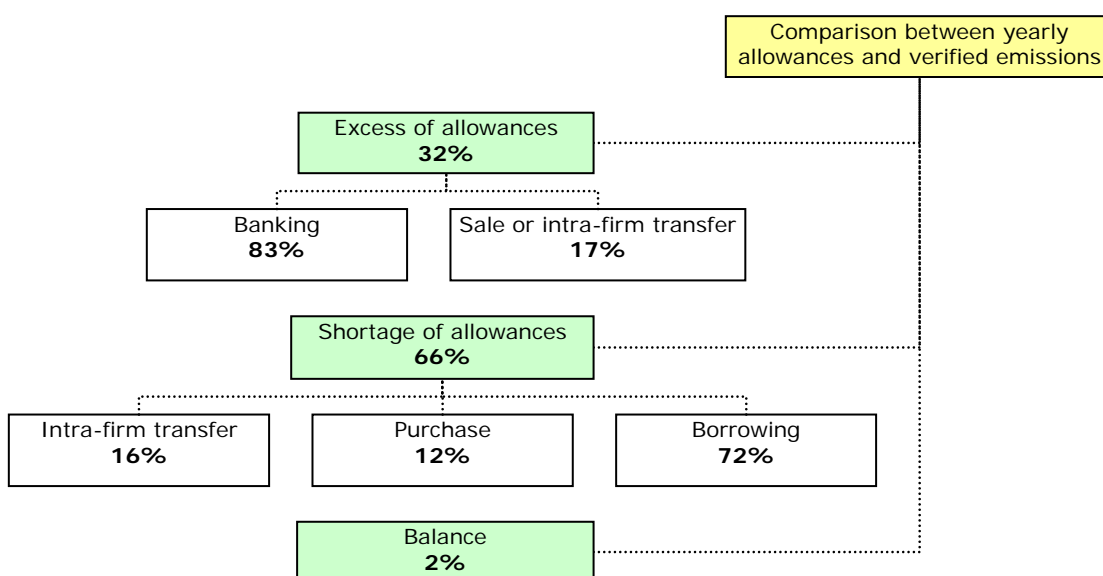 Comparison between yearly
allowances and verified emissions
Excess of allowances
32%
Banking
83%
Sale or intra-firm transfer
17%
Shortage of allowances
66%
Intra-firm transfer
16%
Purchase
12%
Borrowing
72%
Balance
2%